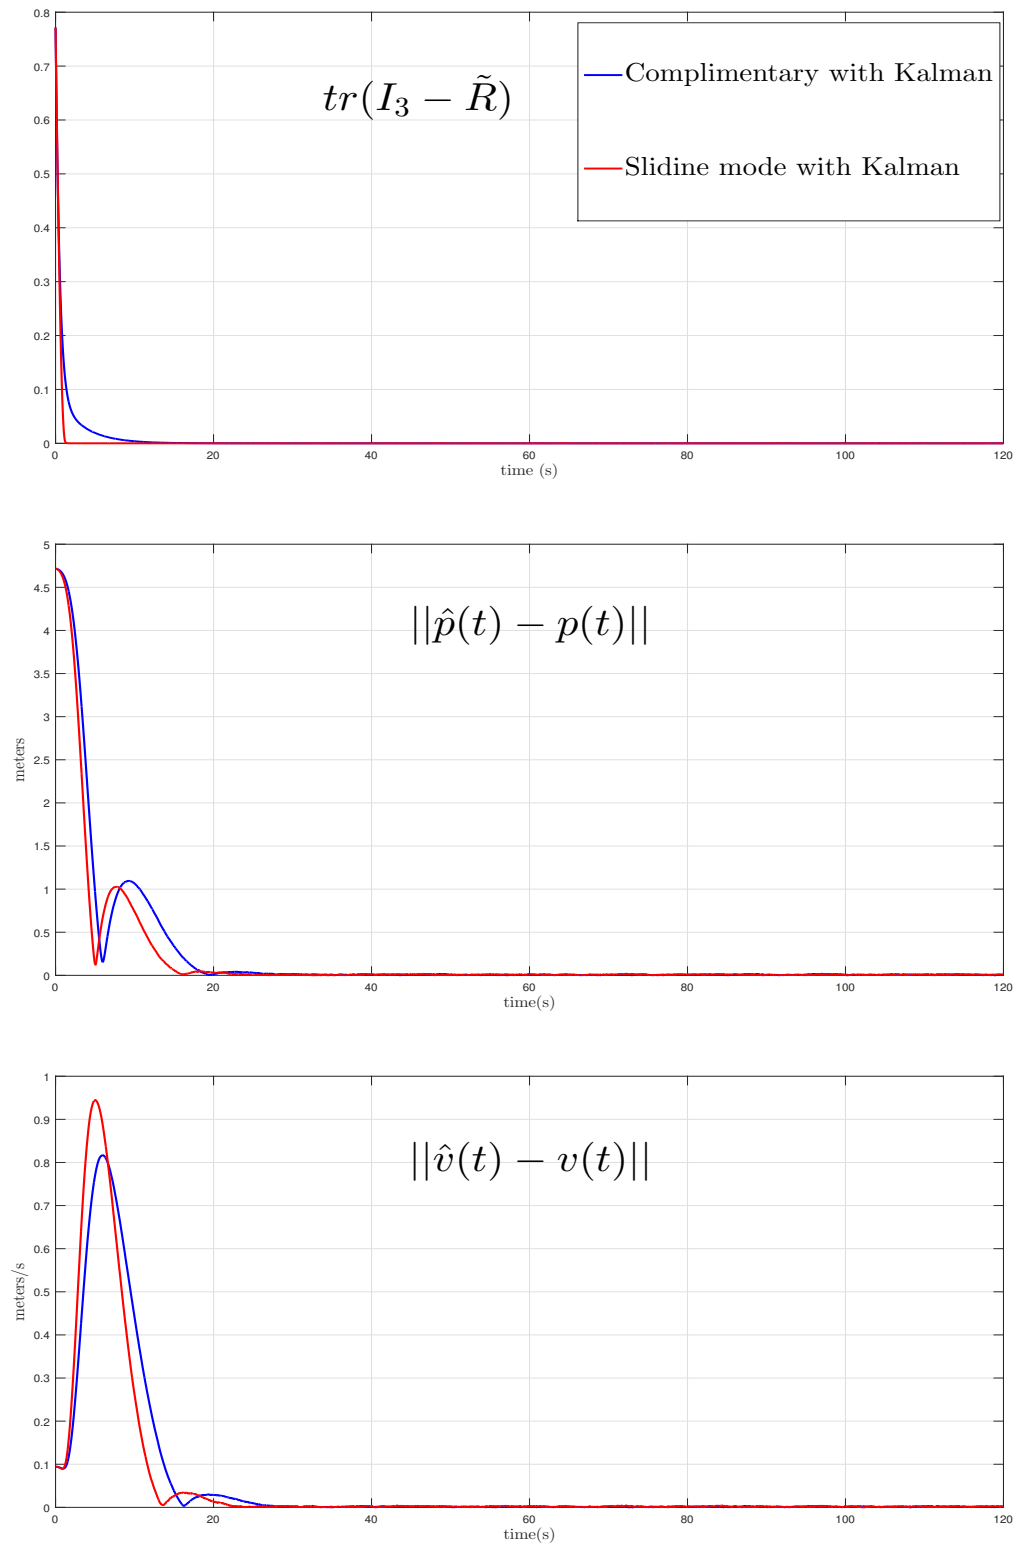 0.8
0.7
0.6
0.5
0.4
0.3
0.2
0.1
0
tr(I₃ − R̃)
Complimentary with Kalman
Slidine mode with Kalman
0 20 40 60 80 100 120
time (s)
5
4.5
4
3.5
3
2.5
2
1.5
1
0.5
0
meters
||p̂(t) − p(t)||
0 20 40 60 80 100 120
time(s)
1
0.9
0.8
0.7
0.6
0.5
0.4
0.3
0.2
0.1
0
meters/s
||v̂(t) − v(t)||
0 20 40 60 80 100 120
time(s)